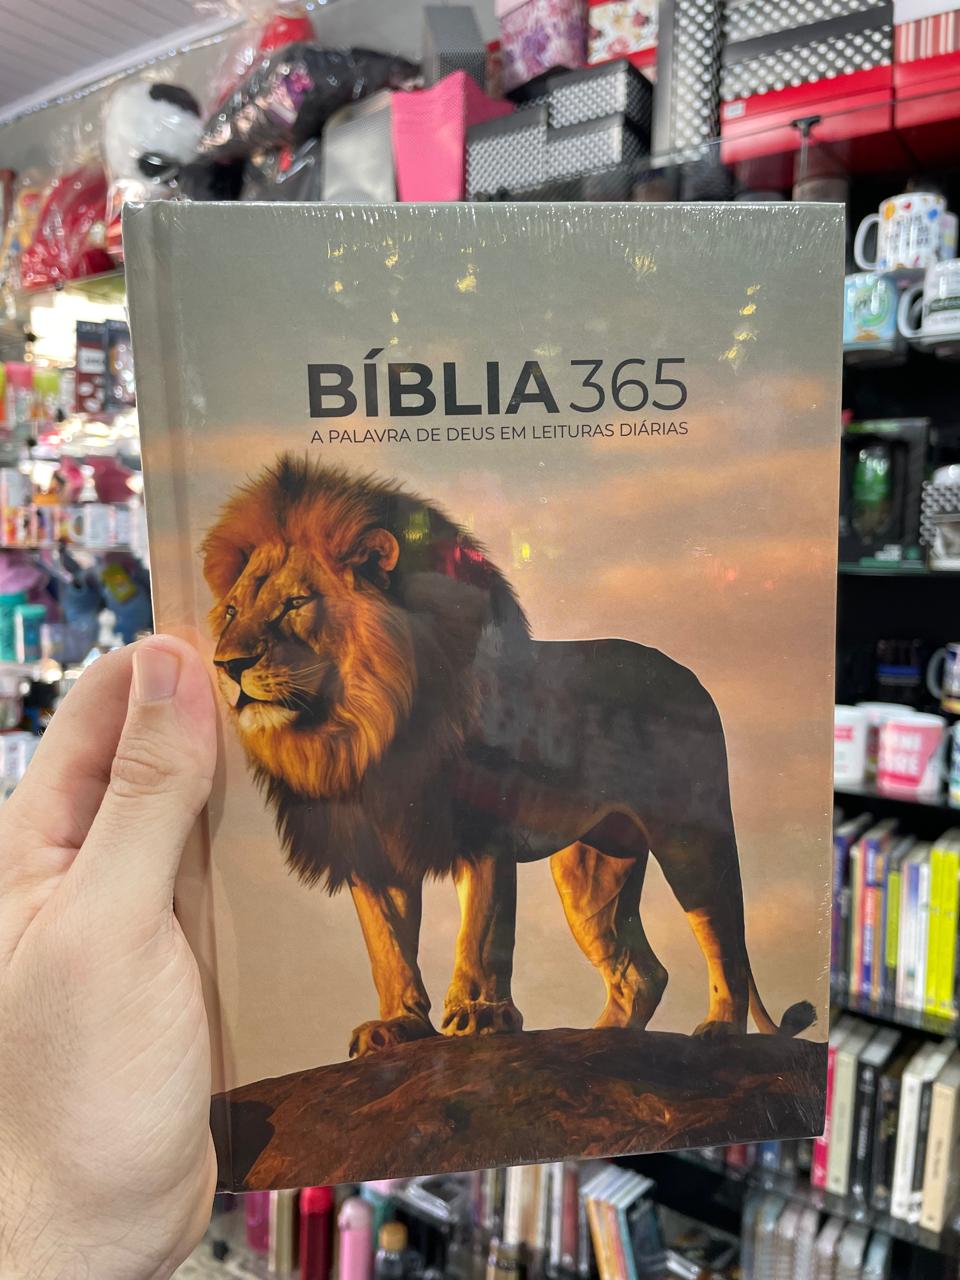 BÍBLIA 365
A PALAVRA DE DEUS EM LEITURAS DIÁRIAS